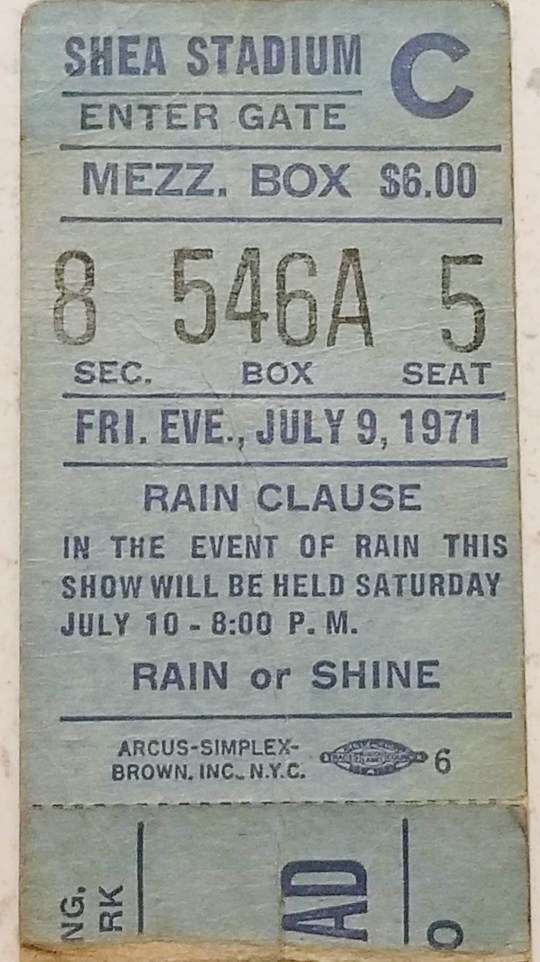 SHEA STADIUM C
ENTER GATE
MEZZ. BOX $6.00
8 546A 5
SEC. BOX SEAT
FRI. EVE., JULY 9, 1971
RAIN CLAUSE
IN THE EVENT OF RAIN THIS
SHOW WILL BE HELD SATURDAY
JULY 10 - 8:00 P. M.
RAIN or SHINE
ARCUS-SIMPLEX-
BROWN, INC., N.Y.C. 6
NG,
RK
AD
O